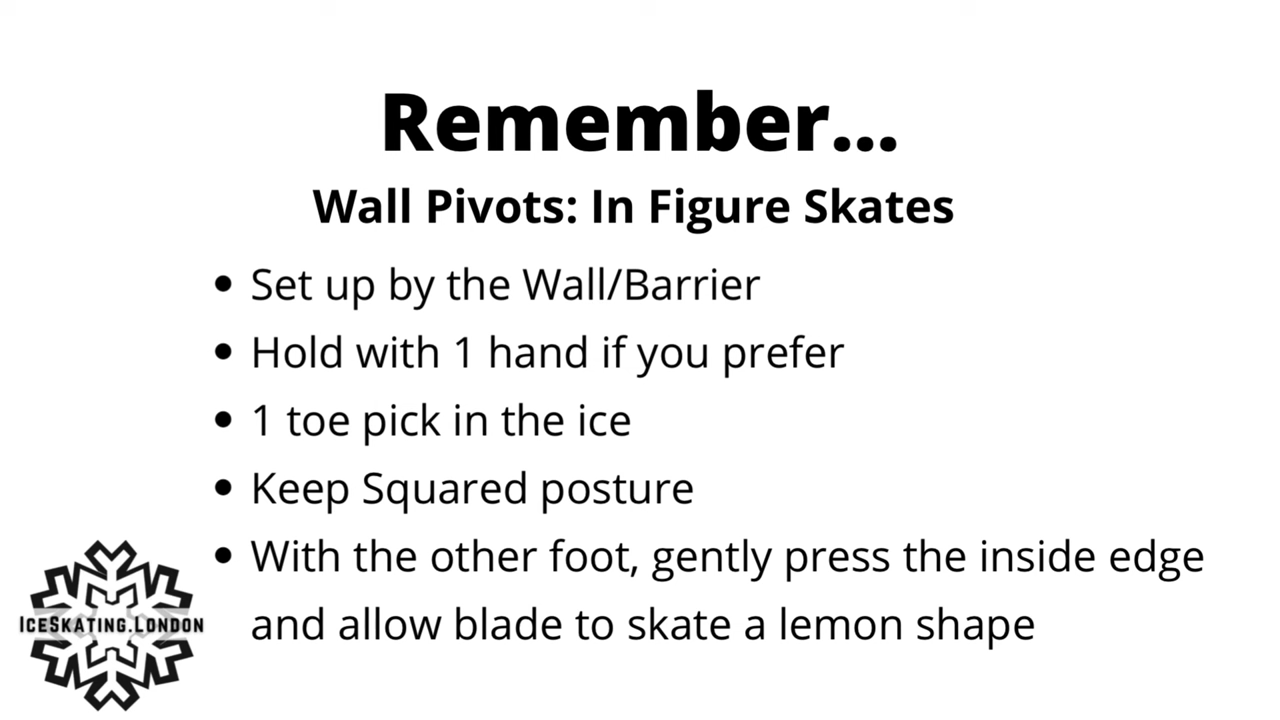 Remember...
Wall Pivots: In Figure Skates
• Set up by the Wall/Barrier
• Hold with 1 hand if you prefer
• 1 toe pick in the ice
• Keep Squared posture
• With the other foot, gently press the inside edge
and allow blade to skate a lemon shape
IceSkating.London